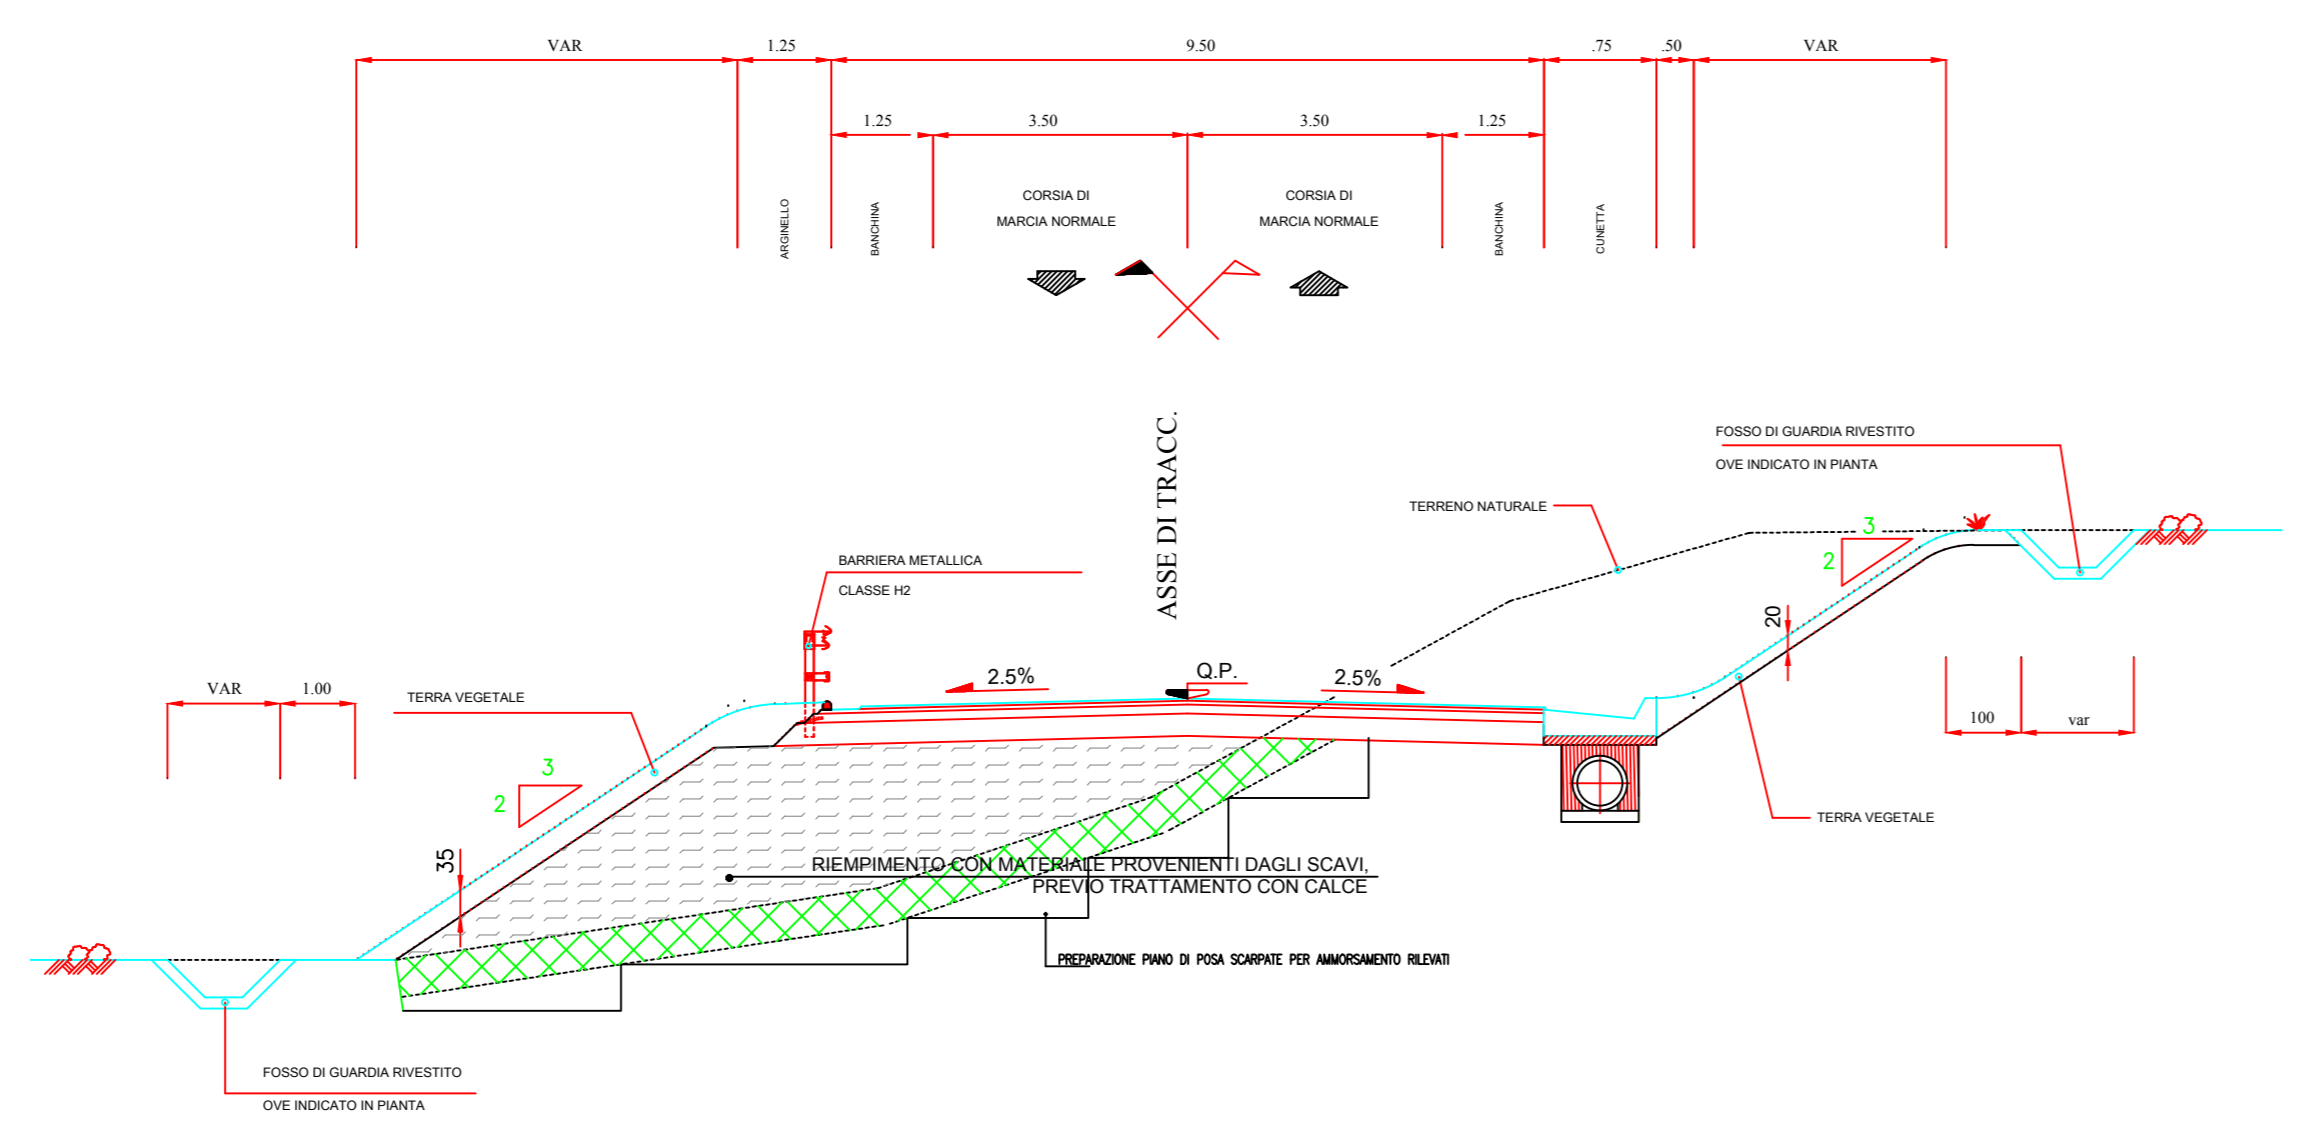 VAR
1.25
9.50
.75
.50
VAR
1.25
3.50
3.50
1.25
ARGINELLO
BANCHINA
CORSIA DI
MARCIA NORMALE
CORSIA DI
MARCIA NORMALE
BANCHINA
CUNETTA
ASSE DI TRACC.
FOSSO DI GUARDIA RIVESTITO
OVE INDICATO IN PIANTA
TERRENO NATURALE
3
2
BARRIERA METALLICA
CLASSE H2
20
Q.P.
2.5%
2.5%
VAR
1.00
TERRA VEGETALE
100
var
3
2
TERRA VEGETALE
35
RIEMPIMENTO CON MATERIALE PROVENIENTI DAGLI SCAVI,
PREVIO TRATTAMENTO CON CALCE
PREPARAZIONE PIANO DI POSA SCARPATE PER AMMORSAMENTO RILEVATI
FOSSO DI GUARDIA RIVESTITO
OVE INDICATO IN PIANTA